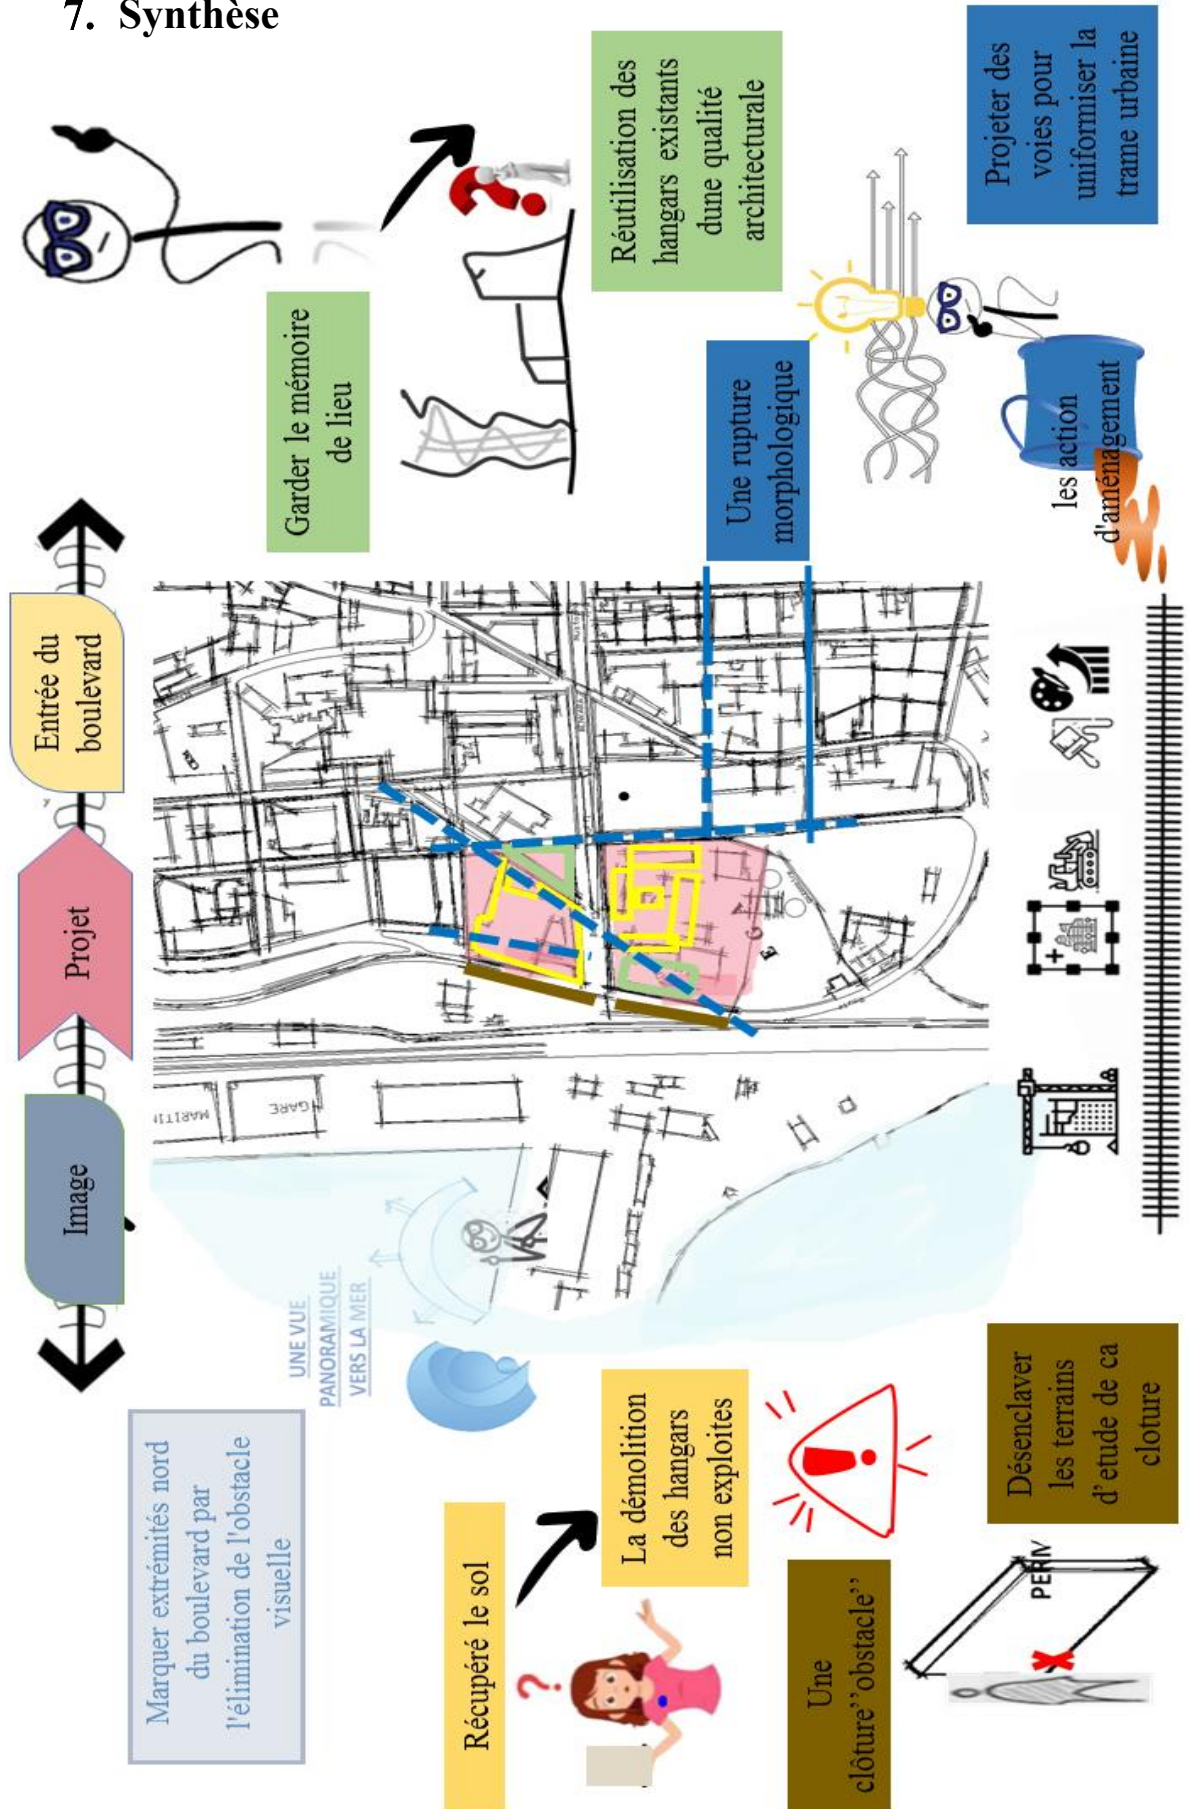 7. Synthèse
Image
Projet
Entrée du
boulevard
Marquer extrémités nord
du boulevard par
l'élimination de l'obstacle
visuelle
UNE VUE
PANORAMIQUE
VERS LA MER
Garder le mémoire
de lieu
Réutilisation des
hangars existants
dune qualité
architecturale
Récupéré le sol
La démolition
des hangars
non exploites
Une rupture
morphologique
Projeter des
voies pour
uniformiser la
trame urbaine
Une
clôture’’obstacle’’
Désenclaver
les terrains
d’etude de ca
cloture
les action
d'aménagement
PERIV
GARE
MARITI
E G A